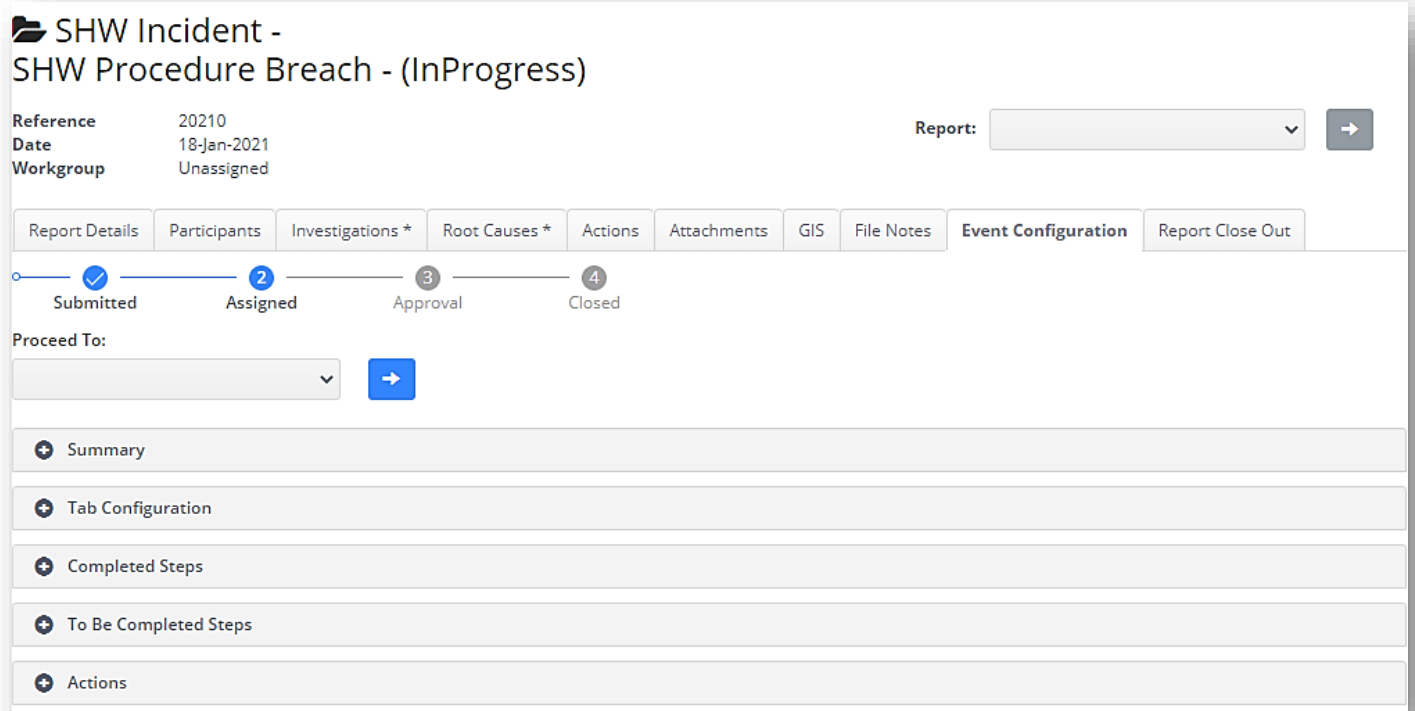 SHW Incident -
SHW Procedure Breach - (InProgress)
Reference 20210
Date 18-Jan-2021
Workgroup Unassigned
Report:
Report Details Participants Investigations * Root Causes * Actions Attachments GIS File Notes Event Configuration Report Close Out
2 3 4
Submitted Assigned Approval Closed
Proceed To:
Summary
Tab Configuration
Completed Steps
To Be Completed Steps
Actions